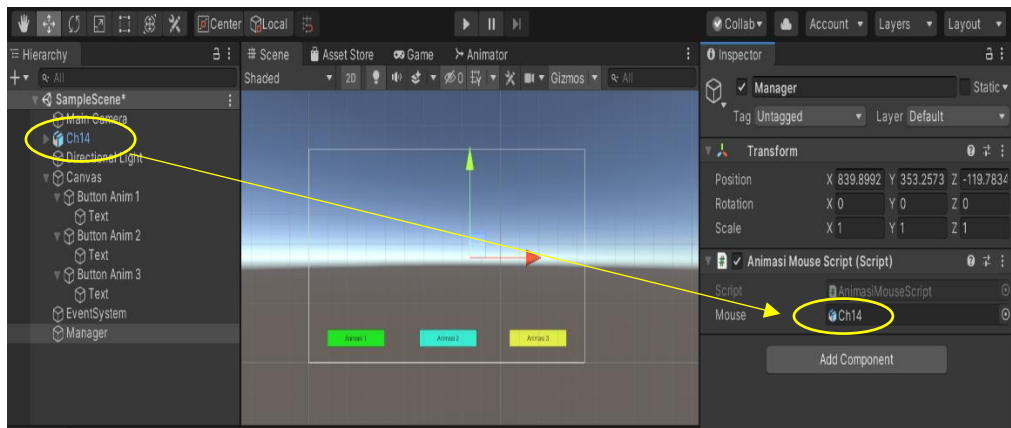 Center Local Collab Account Layers Layout
Hierarchy
All
SampleScene*
Main Camera
Ch14
Directional Light
Canvas
Button Anim 1
Text
Button Anim 2
Text
Button Anim 3
Text
EventSystem
Manager
Scene Asset Store Game Animator
Shaded 2D 0 Gizmos All
Animasi 1 Animasi 2 Animasi 3
Inspector
Manager Static
Tag Untagged Layer Default
Transform
Position X 839.8992 Y 353.2573 Z -119.7834
Rotation X 0 Y 0 Z 0
Scale X 1 Y 1 Z 1
# Animasi Mouse Script (Script)
Script AnimasiMouseScript
Mouse Ch14
Add Component